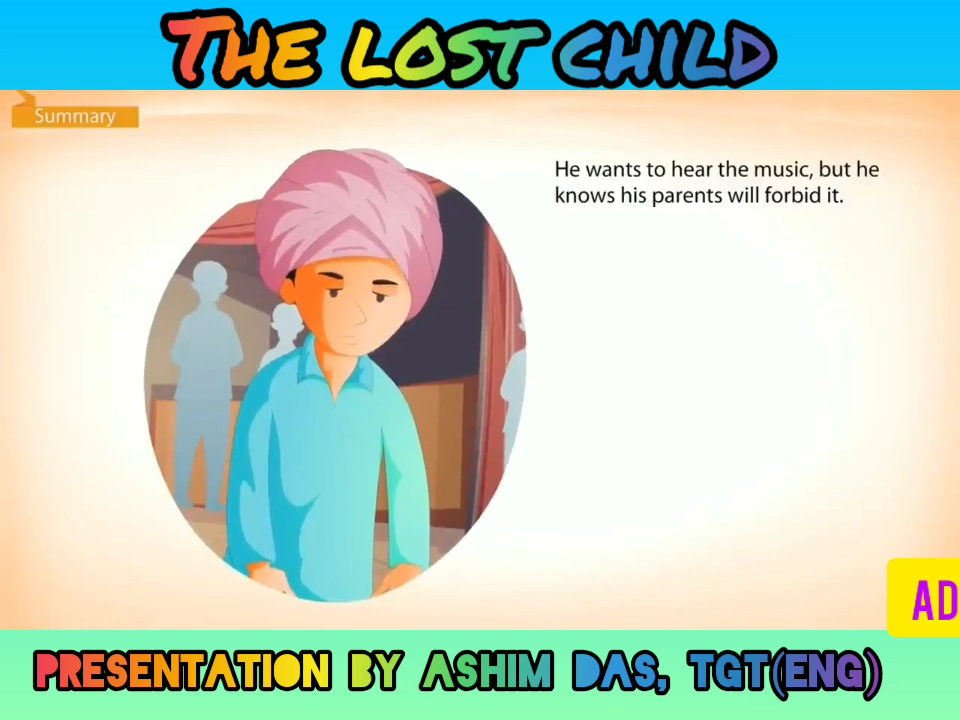 THE LOST CHILD
Summary
He wants to hear the music, but he
knows his parents will forbid it.
AD
PRESENTATION BY ASHIM DAS, TGT(ENG)